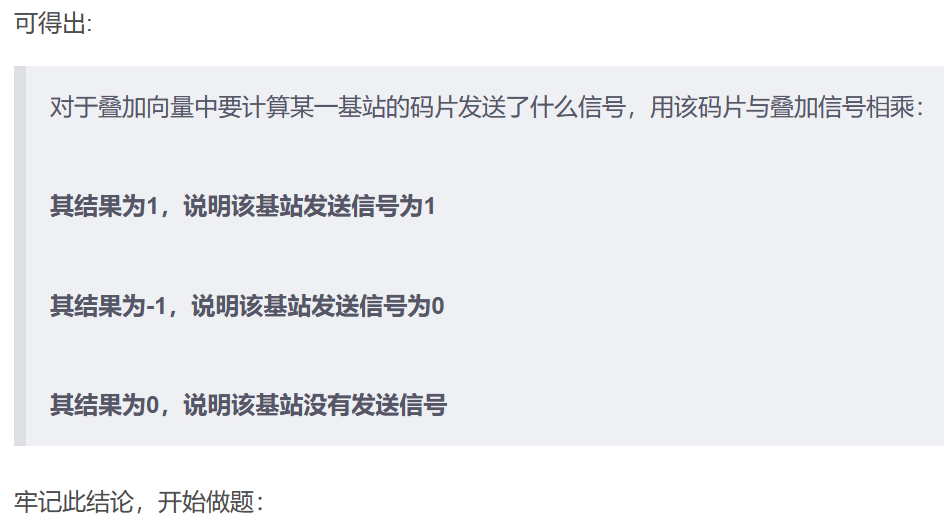 可得出:
对于叠加向量中要计算某一基站的码片发送了什么信号，用该码片与叠加信号相乘：
其结果为1，说明该基站发送信号为1
其结果为-1，说明该基站发送信号为0
其结果为0，说明该基站没有发送信号
牢记此结论，开始做题：